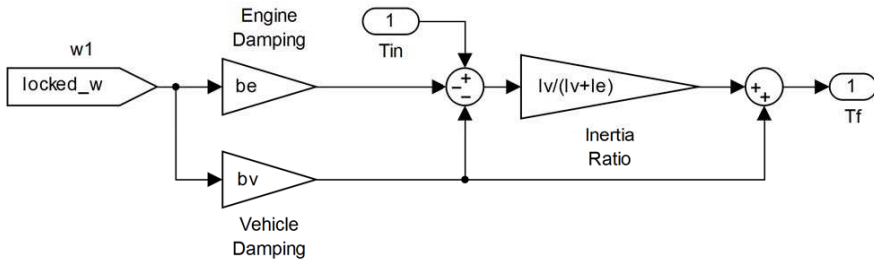 w1
locked_w
Engine
Damping
be
1
Tin
Iv/(Iv+Ie)
Inertia
Ratio
1
Tf
bv
Vehicle
Damping